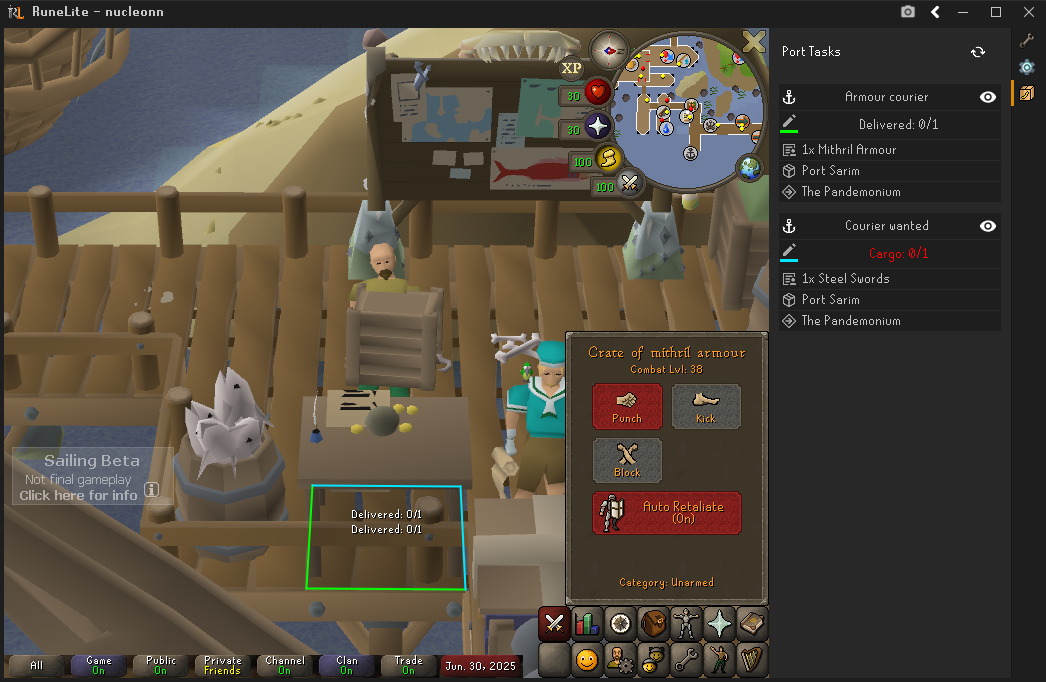 RuneLite - nucleonn
XP
30
30
100
100
N
Port Tasks
Armour courier
Delivered: 0/1
1x Mithril Armour
Port Sarim
The Pandemonium
Courier wanted
Cargo: 0/1
1x Steel Swords
Port Sarim
The Pandemonium
Crate of mithril armour
Combat Lvl: 38
Punch
Kick
Block
Auto Retaliate
(On)
Category: Unarmed
Sailing Beta
Not final gameplay
Click here for info
Delivered: 0/1
Delivered: 0/1
All
Game
On
Public
On
Private
Friends
Channel
On
Clan
On
Trade
On
Jun. 30, 2025